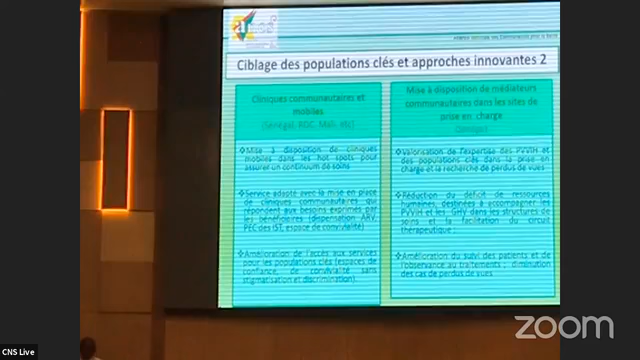 Ciblage des populations clés et approches innovantes 2
Cliniques communautaires et
mobiles
(Sénégal, RDC, Mali, etc)
❖Mise à disposition de cliniques
mobiles dans les hot spots pour
assurer un continuum de soins
❖Service adapté avec la mise en place
de cliniques communautaires qui
répondent aux besoins exprimés par
les bénéficiaires (dispensation ARV,
PEC des IST, espace de convivialité)
❖Amélioration de l'accès aux services
pour les populations clés (espaces de
confiance, de convivialité sans
stigmatisation et discrimination).
Mise à disposition de médiateurs
communautaires dans les sites de
prise en charge
❖Valorisation de l'expertise des PVVIH et
des populations clés dans la prise en
charge et la recherche de perdus de vues
❖Réduction du déficit de ressources
humaines, destinées à accompagner les
PVVIH et les GHV dans les structures de
soins et la facilitation du circuit
thérapeutique ;
❖Amélioration du suivi des patients et de
l'observance au traitements ; diminution
des cas de perdus de vues
CNS Live
zoom